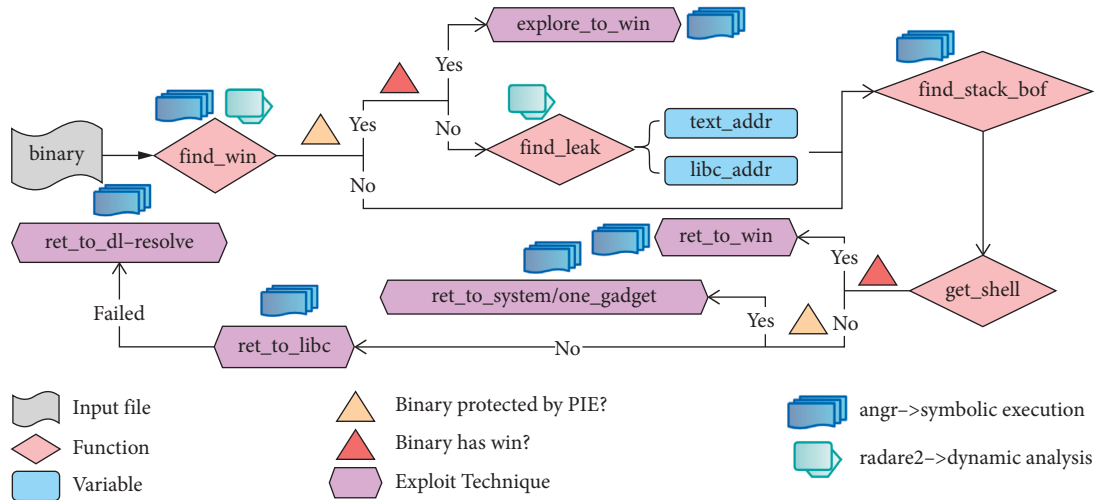 explore_to_win
Yes
Yes
No
find_stack_bof
binary
find_win
find_leak
text_addr
libc_addr
No
ret_to_dl–resolve
ret_to_win
Yes
get_shell
ret_to_system/one_gadget
Failed
Yes
No
ret_to_libc
No
Input file
Function
Variable
Binary protected by PIE?
Binary has win?
Exploit Technique
angr–>symbolic execution
radare2–>dynamic analysis